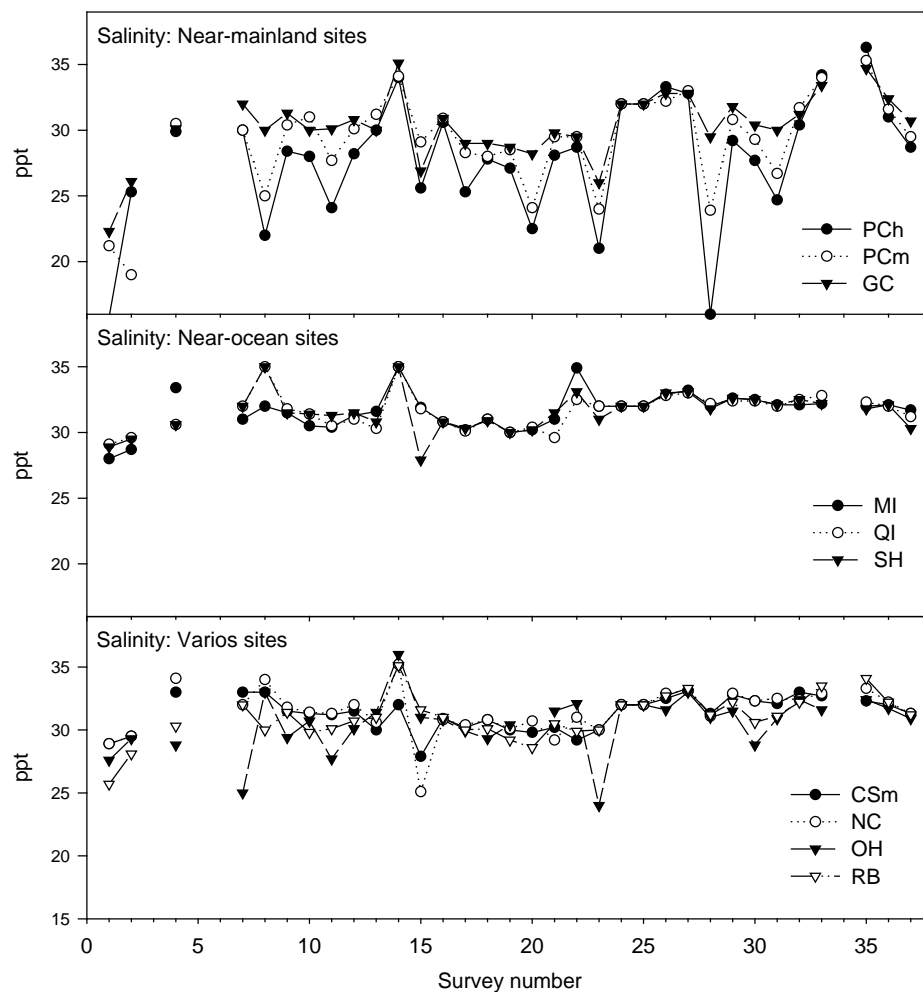 Salinity: Near-mainland sites
35
30
25
20
ppt
PCh
PCm
GC
Salinity: Near-ocean sites
35
30
25
20
ppt
MI
QI
SH
Salinity: Varios sites
35
30
25
20
15
ppt
CSm
NC
OH
RB
0 5 10 15 20 25 30 35
Survey number